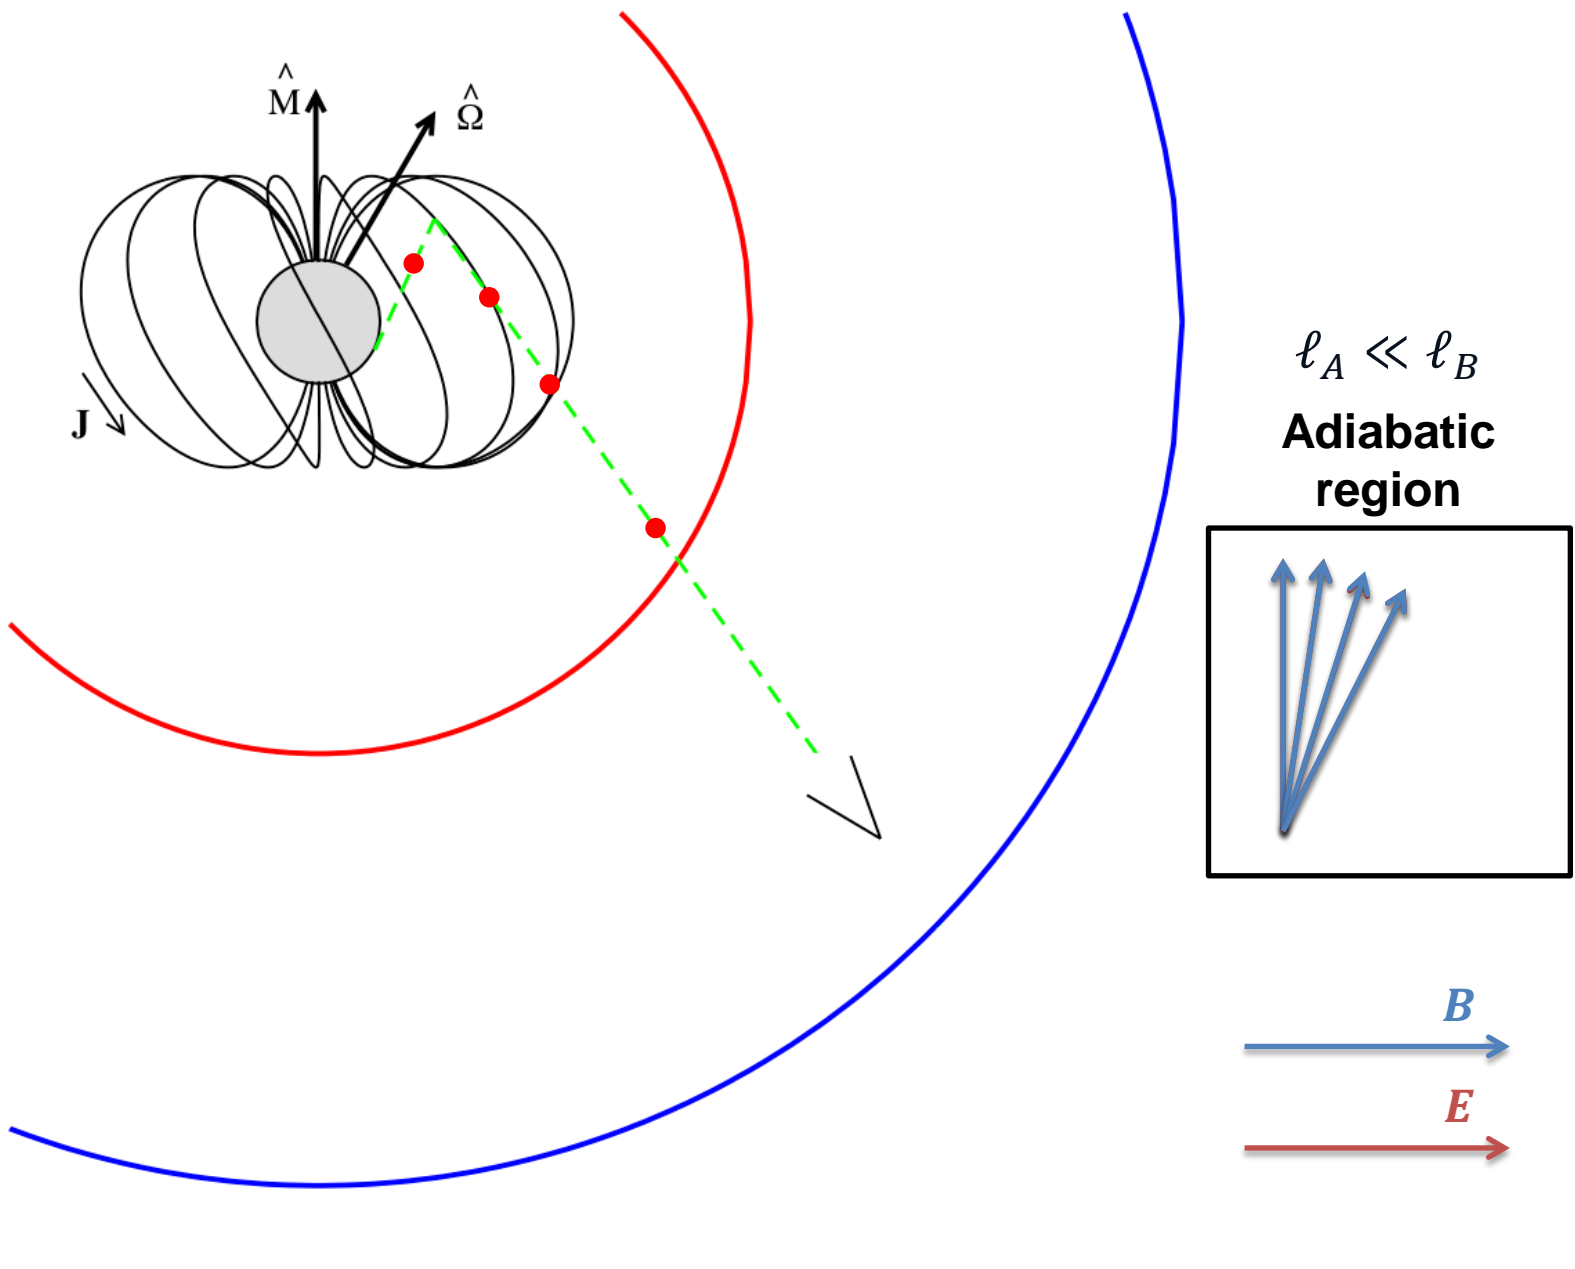 M̂
Ω̂
J
ℓ_A ≪ ℓ_B
Adiabatic
region
B
E